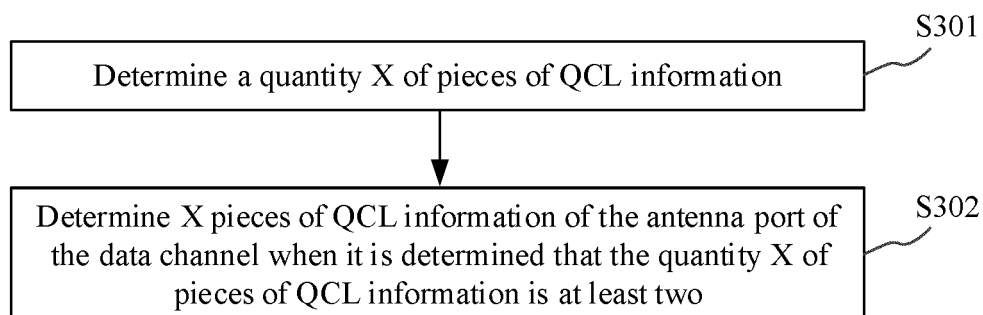 S301
Determine a quantity X of pieces of QCL information
S302
Determine X pieces of QCL information of the antenna port of
the data channel when it is determined that the quantity X of
pieces of QCL information is at least two